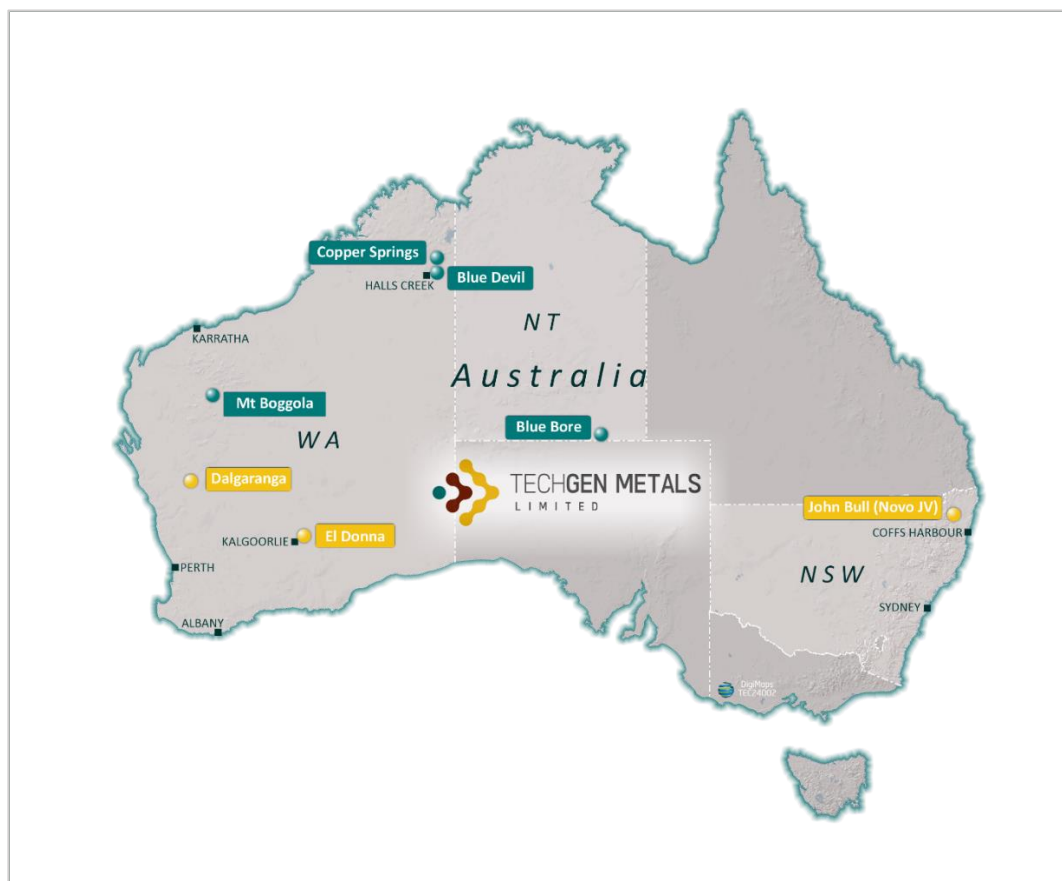 Copper Springs
Blue Devil
HALLS CREEK
NT
KARRATHA
Australia
Mt Boggola
Blue Bore
WA
Dalgaranga
TECHGEN METALS
LIMITED
John Bull (Novo JV)
El Donna
KALGOORLIE
COFFS HARBOUR
PERTH
NSW
SYDNEY
ALBANY
DigiMaps
TEC24002